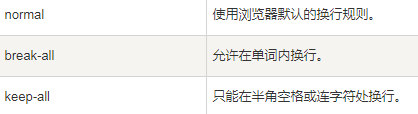 normal 使用浏览器默认的换行规则。
break-all 允许在单词内换行。
keep-all 只能在半角空格或连字符处换行。